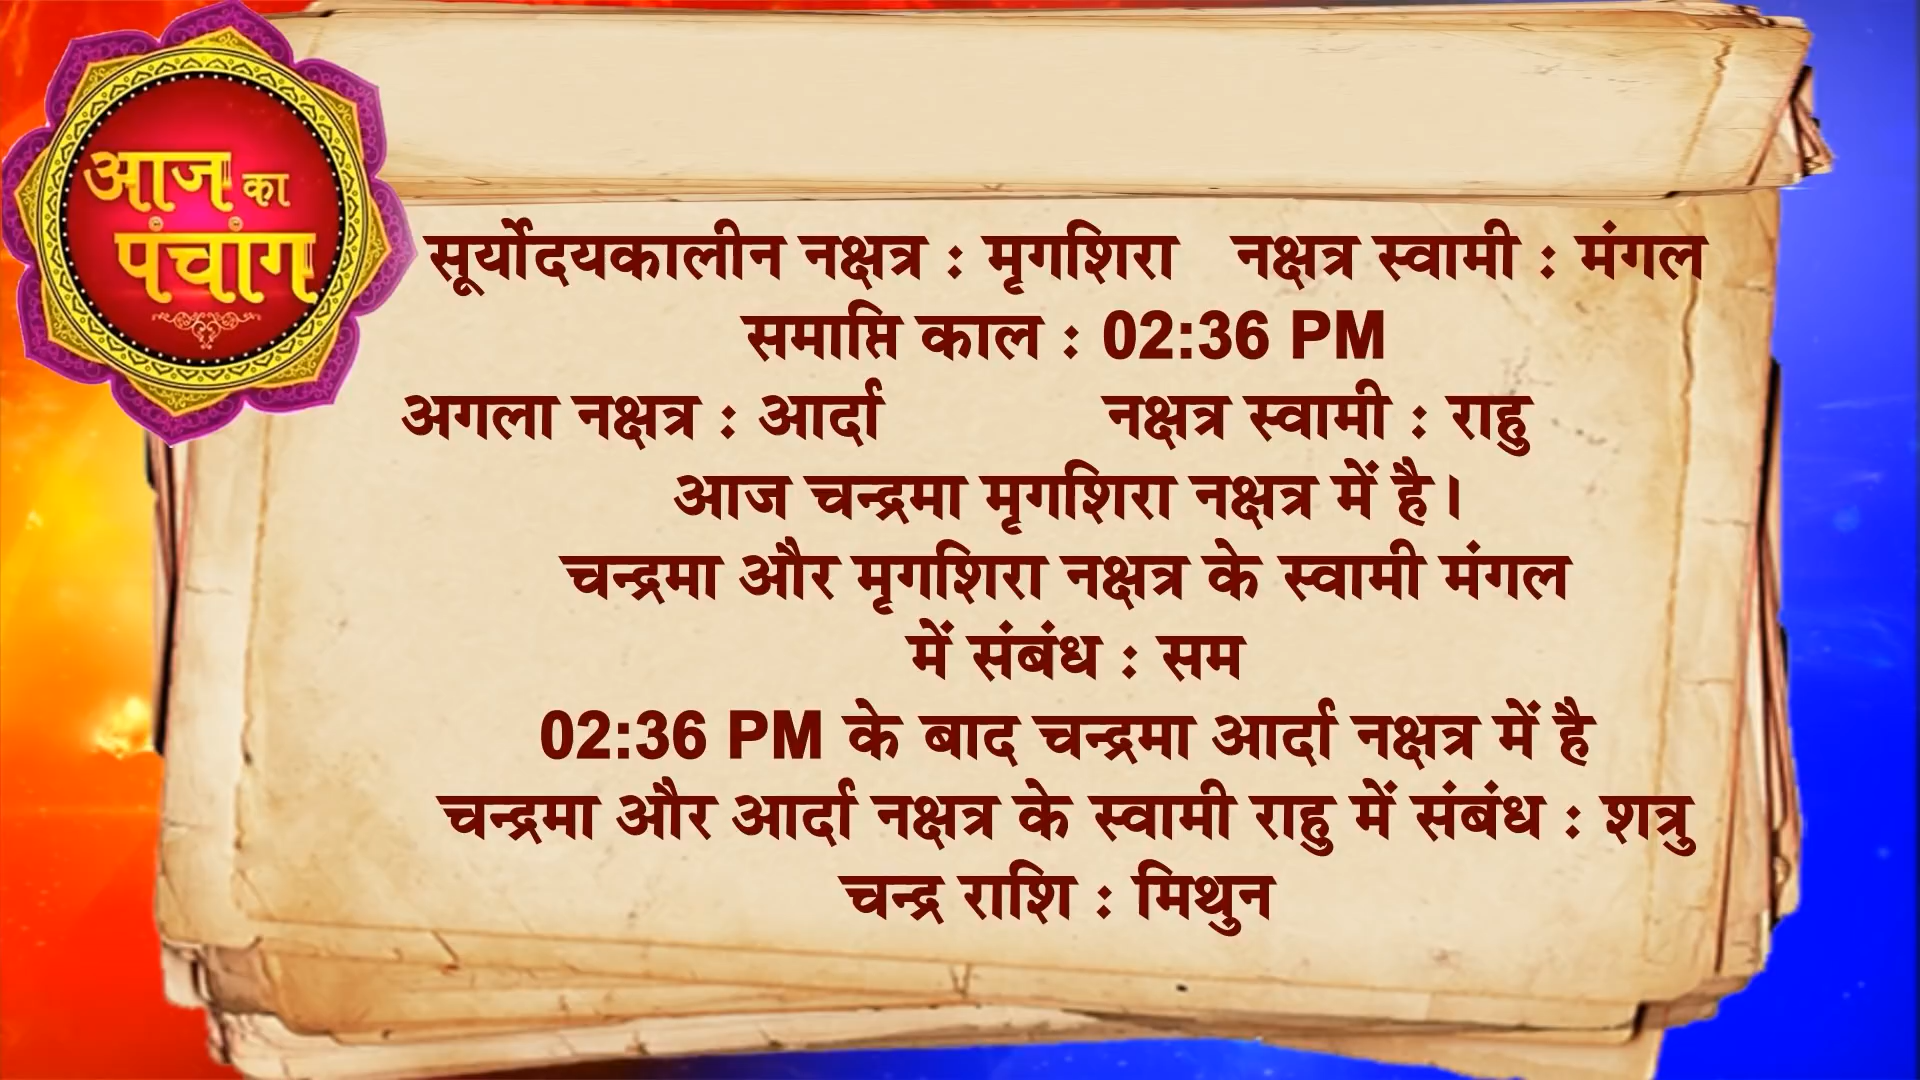 आज का
पंचांग
सूर्योदयकालीन नक्षत्र : मृगशिरा   नक्षत्र स्वामी : मंगल
समाप्ति काल : 02:36 PM
अगला नक्षत्र : आर्दा   नक्षत्र स्वामी : राहु
आज चन्द्रमा मृगशिरा नक्षत्र में है।
चन्द्रमा और मृगशिरा नक्षत्र के स्वामी मंगल
में संबंध : सम
02:36 PM के बाद चन्द्रमा आर्दा नक्षत्र में है
चन्द्रमा और आर्दा नक्षत्र के स्वामी राहु में संबंध : शत्रु
चन्द्र राशि : मिथुन